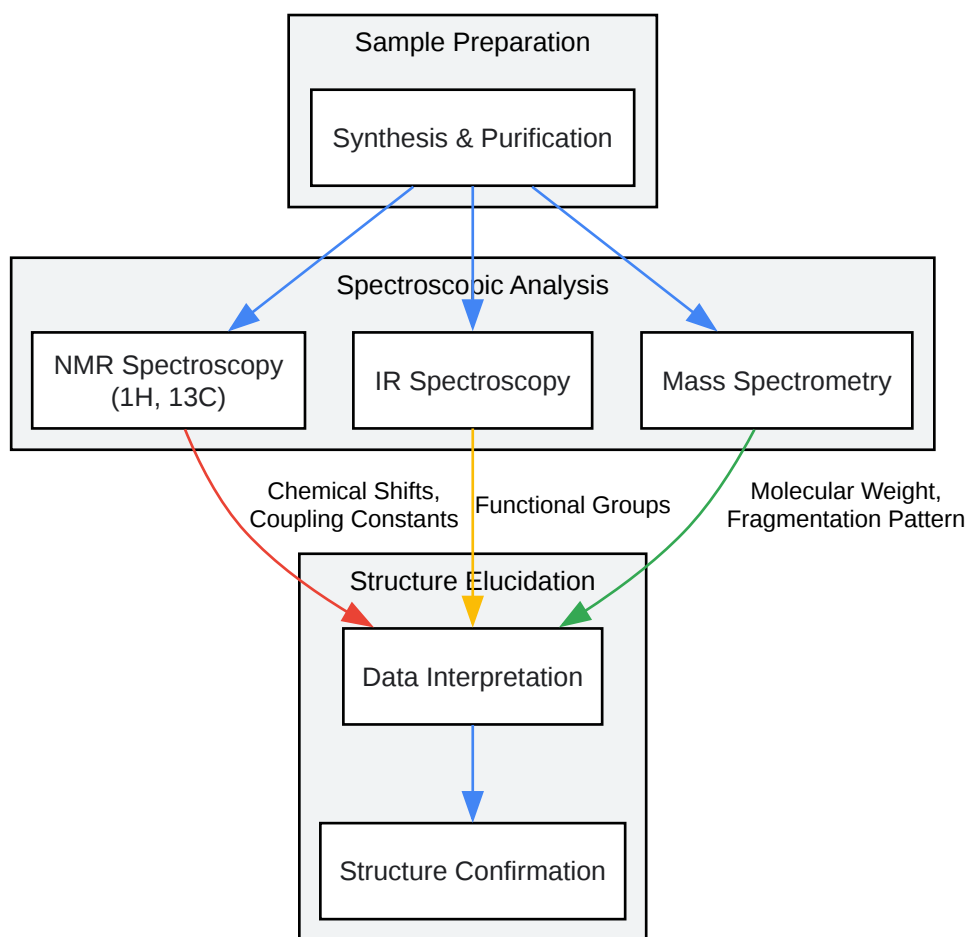 Sample Preparation
Synthesis & Purification
Spectroscopic Analysis
NMR Spectroscopy
(1H, 13C)
IR Spectroscopy
Mass Spectrometry
Chemical Shifts,
Coupling Constants
Functional Groups
Molecular Weight,
Fragmentation Pattern
Structure Elucidation
Data Interpretation
Structure Confirmation